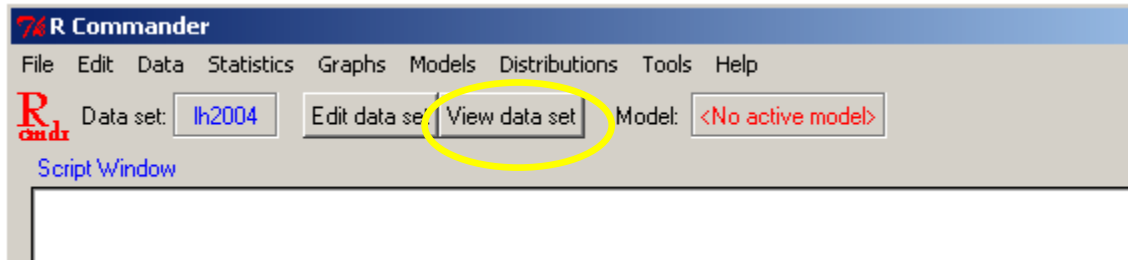 R Commander
File Edit Data Statistics Graphs Models Distributions Tools Help
R cmdr Data set: lh2004 Edit data set View data set Model: <No active model>
Script Window